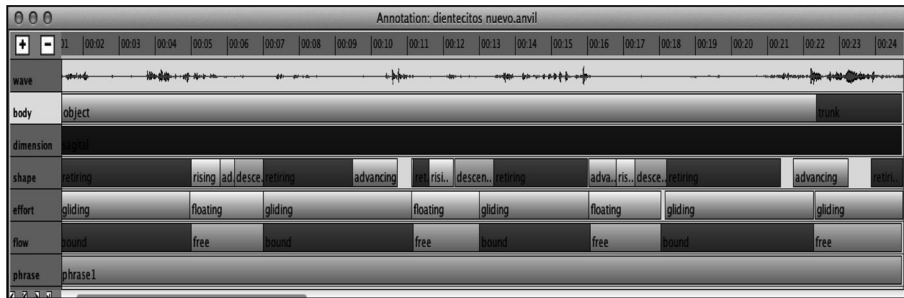 Annotation: dientecitos nuevo.anvil
+ - 01 00:02 00:03 00:04 00:05 00:06 00:07 00:08 00:09 00:10 00:11 00:12 00:13 00:14 00:15 00:16 00:17 00:18 00:19 00:20 00:21 00:22 00:23 00:24
wave
body object trunk
dimension sagital
shape retiring rising ad. desce. retiring advancing ret. risi.. descen.. retiring adva.. ris.. desce.. retiring advancing retiri..
effort gliding floating gliding floating gliding floating gliding gliding
flow bound free bound free bound free bound free
phrase phrase1